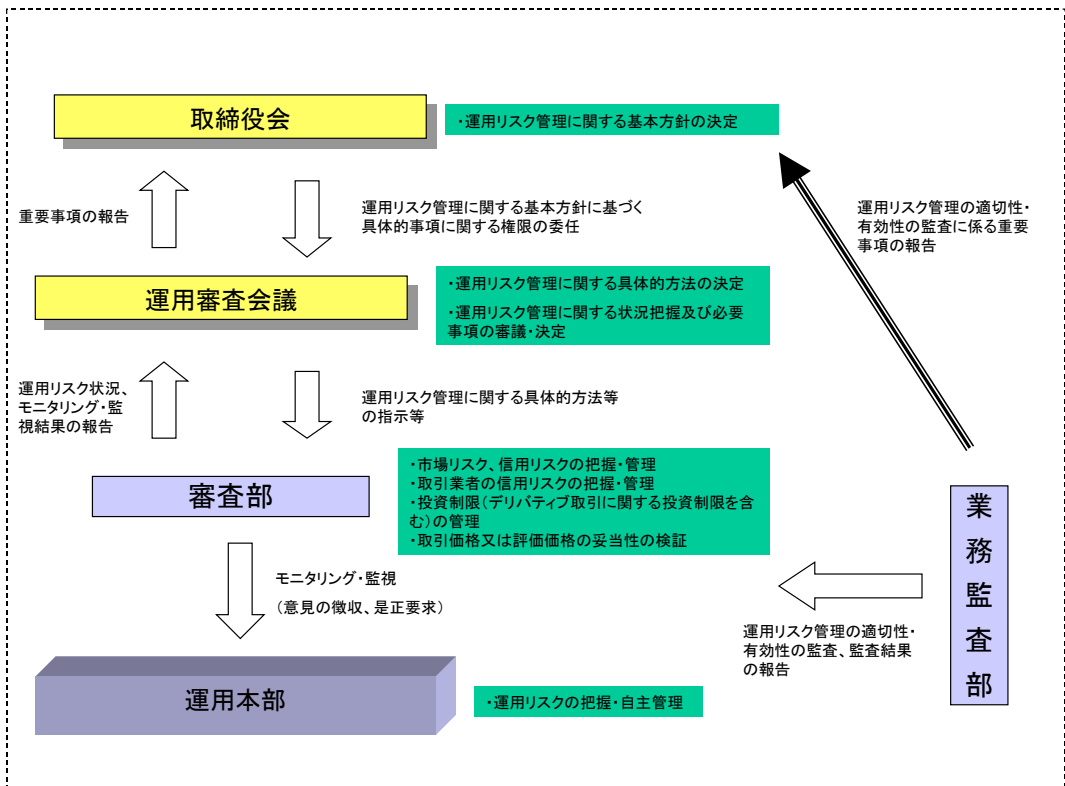 取締役会
・運用リスク管理に関する基本方針の決定
重要事項の報告
運用リスク管理に関する基本方針に基づく
具体的事項に関する権限の委任
運用リスク管理の適切性・
有効性の監査に係る重要
事項の報告
運用審査会議
・運用リスク管理に関する具体的方法の決定
・運用リスク管理に関する状況把握及び必要
事項の審議・決定
運用リスク状況、
モニタリング・監
視結果の報告
運用リスク管理に関する具体的方法等
の指示等
審査部
・市場リスク、信用リスクの把握・管理
・取引業者の信用リスクの把握・管理
・投資制限(デリバティブ取引に関する投資制限を含
む)の管理
・取引価格又は評価価格の妥当性の検証
業務監査部
モニタリング・監視
(意見の徴収、是正要求)
運用リスク管理の適切性・
有効性の監査、監査結果
の報告
運用本部
・運用リスクの把握・自主管理